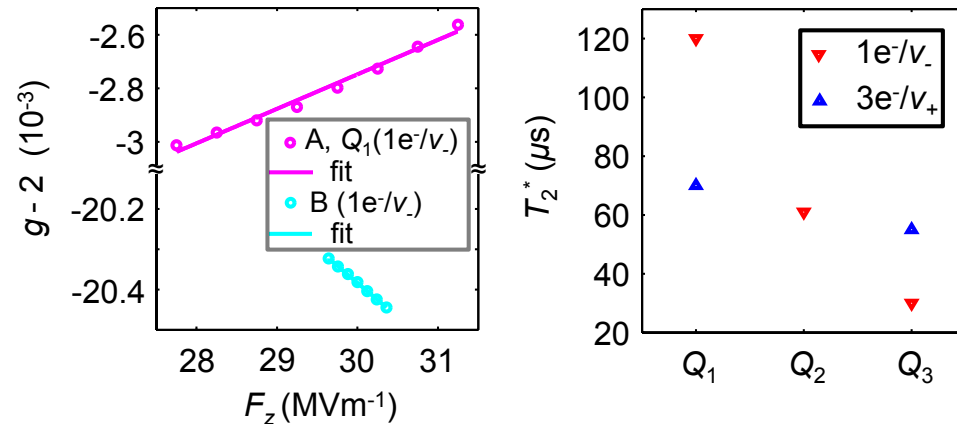 g - 2 (10⁻³)
-2.6
-2.8
-3
-20.2
-20.4
A, Q₁(1e⁻/v₋)
fit
B (1e⁻/v₋)
fit
28 29 30 31
F_z (MVm⁻¹)
T₂* (μs)
120
100
80
60
40
20
1e⁻/v₋
3e⁻/v₊
Q₁ Q₂ Q₃